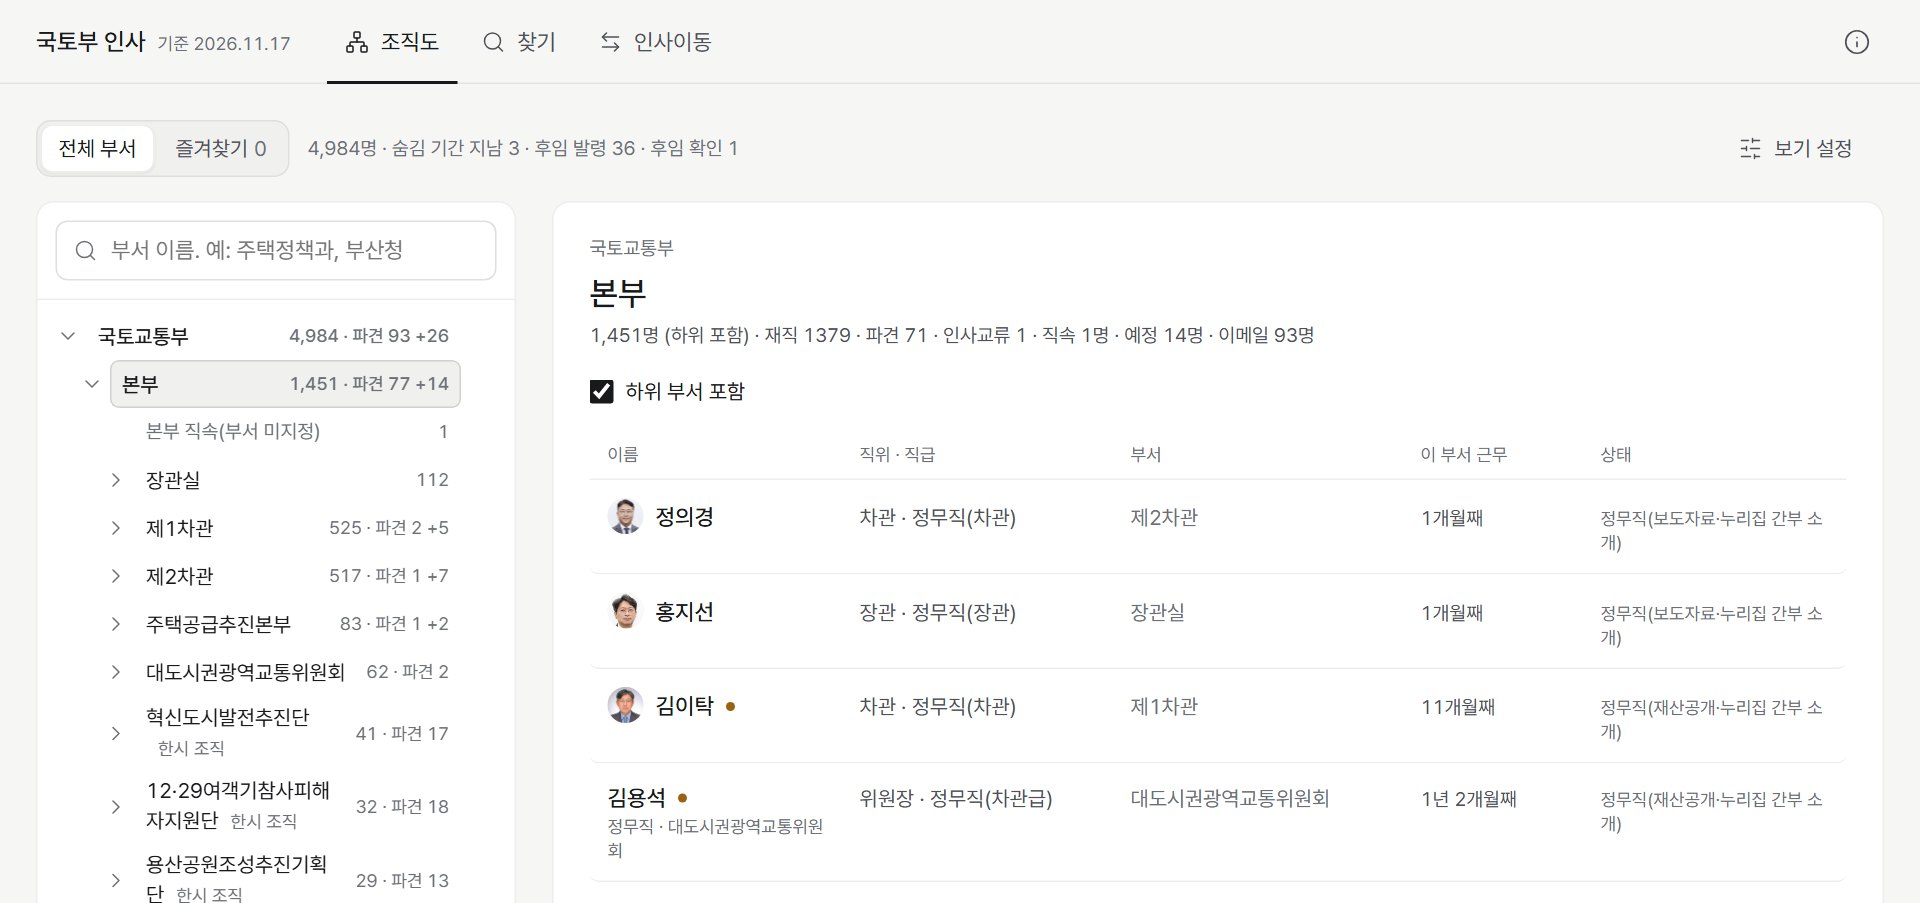 국토부 인사 기준 2026.11.17 조직도 찾기 인사이동
전체 부서 즐겨찾기 0 4,984명 · 숨김 기간 지남 3 · 후임 발령 36 · 후임 확인 1 보기 설정
부서 이름. 예: 주택정책과, 부산청
국토교통부 4,984 · 파견 93 +26
본부 1,451 · 파견 77 +14
본부 직속(부서 미지정) 1
장관실 112
제1차관 525 · 파견 2 +5
제2차관 517 · 파견 1 +7
주택공급추진본부 83 · 파견 1 +2
대도시권광역교통위원회 62 · 파견 2
혁신도시발전추진단
한시 조직
41 · 파견 17
12·29여객기참사피해
자지원단 한시 조직
32 · 파견 18
용산공원조성추진기획
단 한시 조직
29 · 파견 13
국토교통부
본부
1,451명 (하위 포함) · 재직 1379 · 파견 71 · 인사교류 1 · 직속 1명 · 예정 14명 · 이메일 93명
하위 부서 포함
이름 직위 · 직급 부서 이 부서 근무 상태
정의경 차관 · 정무직(차관) 제2차관 1개월째 정무직(보도자료·누리집 간부 소
개)
홍지선 장관 · 정무직(장관) 장관실 1개월째 정무직(보도자료·누리집 간부 소
개)
김이탁 차관 · 정무직(차관) 제1차관 11개월째 정무직(재산공개·누리집 간부 소
개)
김용석 위원장 · 정무직(차관급) 대도시권광역교통위원회 1년 2개월째 정무직(재산공개·누리집 간부 소
개)
정무직 · 대도시권광역교통위원
회